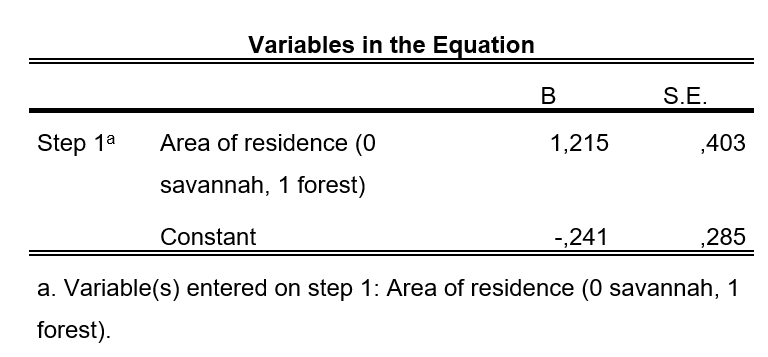 Variables in the Equation
B S.E.
Step 1a Area of residence (0 1,215 ,403
savannah, 1 forest)
Constant -,241 ,285
a. Variable(s) entered on step 1: Area of residence (0 savannah, 1
forest).